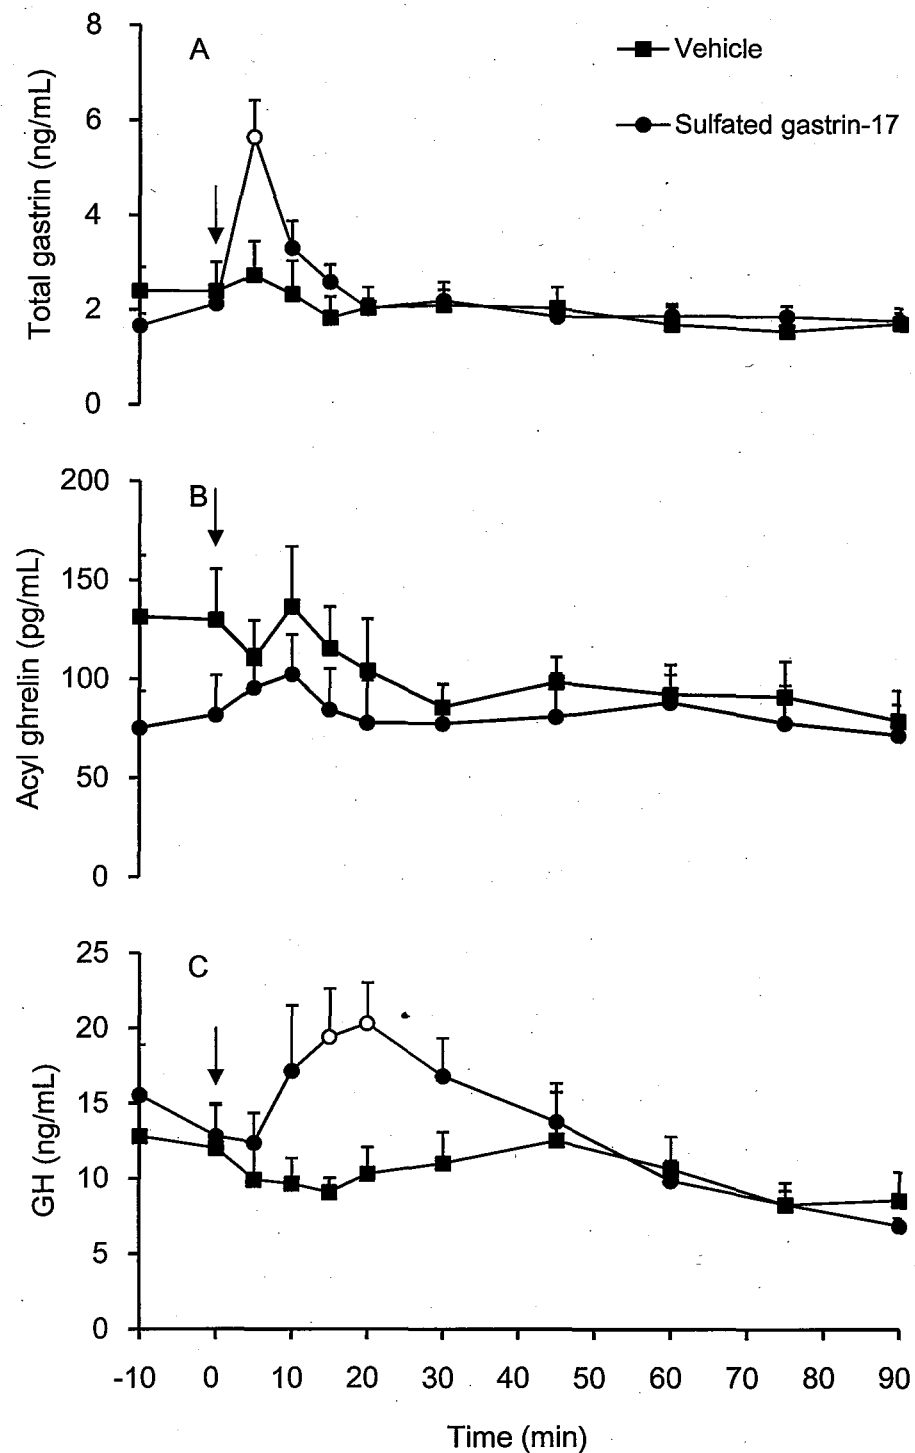 8
A
Vehicle
6
Sulfated gastrin-17
4
2
0
Total gastrin (ng/mL)
200
B
150
100
50
0
Acyl ghrelin (pg/mL)
25
C
20
15
10
5
0
GH (ng/mL)
-10 0 10 20 30 40 50 60 70 80 90
Time (min)